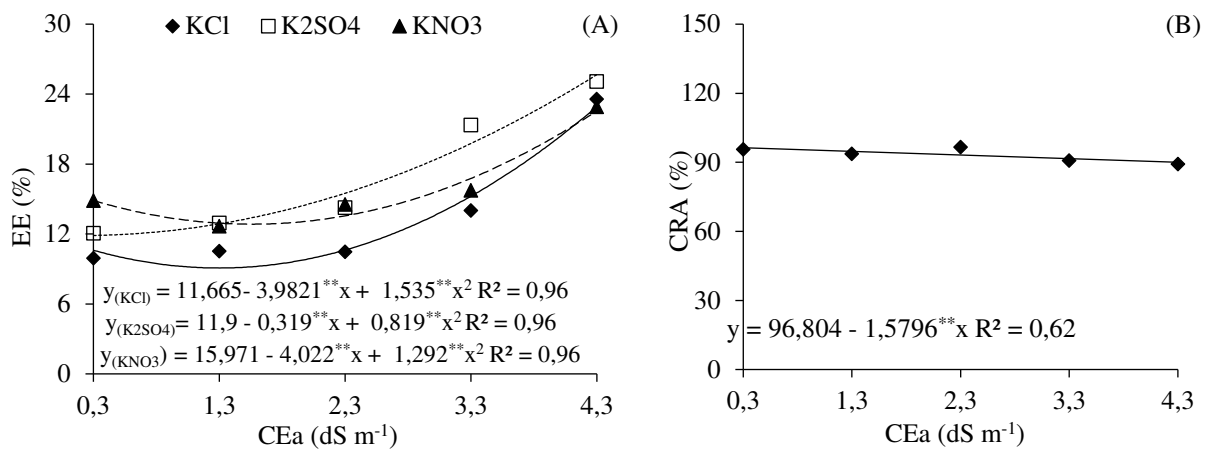 KCl K2SO4 KNO3 (A)
30
24
18
12
6
0
EE (%)
y(KCl) = 11,665- 3,9821**x + 1,535**x² R² = 0,96
y(K2SO4)= 11,9 - 0,319**x + 0,819**x² R² = 0,96
y(KNO3) = 15,971 - 4,022**x + 1,292**x² R² = 0,96
0,3 1,3 2,3 3,3 4,3
CEa (dS m⁻¹)
(B)
150
120
90
60
30
0
CRA (%)
y = 96,804 - 1,5796**x R² = 0,62
0,3 1,3 2,3 3,3 4,3
CEa (dS m⁻¹)